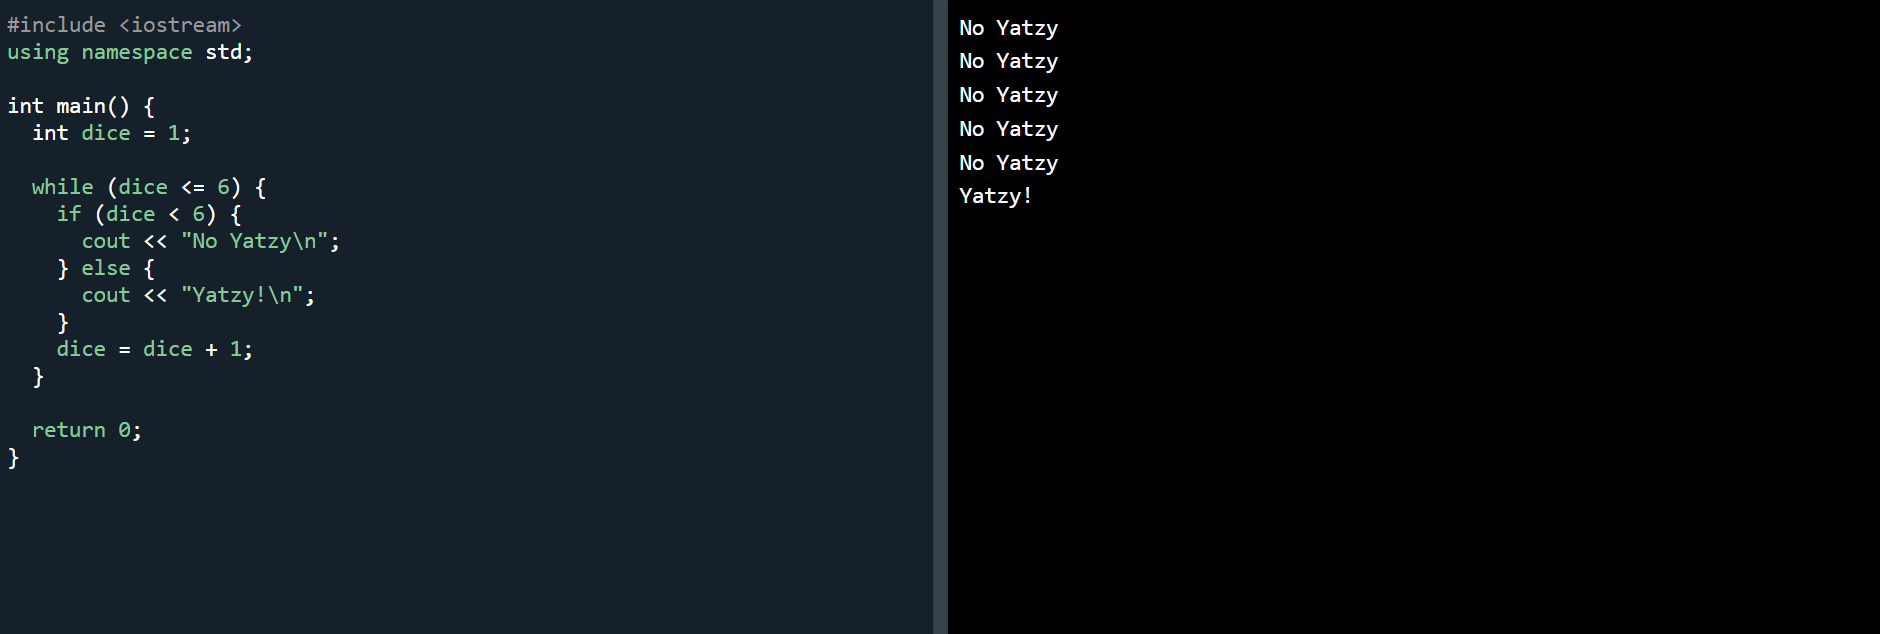 #include <iostream>
using namespace std;

int main() {
  int dice = 1;

  while (dice <= 6) {
    if (dice < 6) {
      cout << "No Yatzy\n";
    } else {
      cout << "Yatzy!\n";
    }
    dice = dice + 1;
  }

  return 0;
}
No Yatzy
No Yatzy
No Yatzy
No Yatzy
No Yatzy
Yatzy!